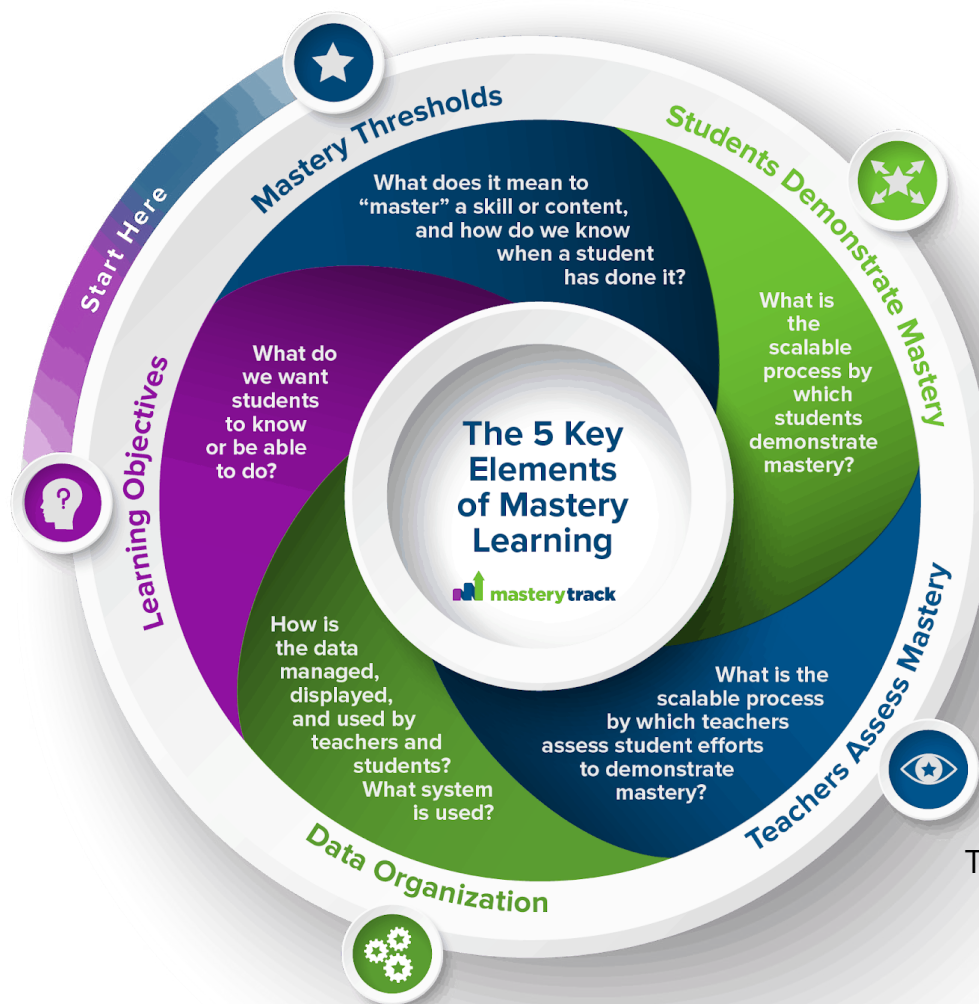 Start Here
Mastery Thresholds
What does it mean to
“master” a skill or content,
and how do we know
when a student
has done it?
Students Demonstrate Mastery
What is
the
scalable
process by
which
students
demonstrate
mastery?
Learning Objectives
What do
we want
students
to know
or be able
to do?
The 5 Key
Elements
of Mastery
Learning
masterytrack
How is
the data
managed,
displayed,
and used by
teachers and
students?
What system
is used?
Data Organization
What is the
scalable process
by which teachers
assess student efforts
to demonstrate
mastery?
Teachers Assess Mastery
?
T